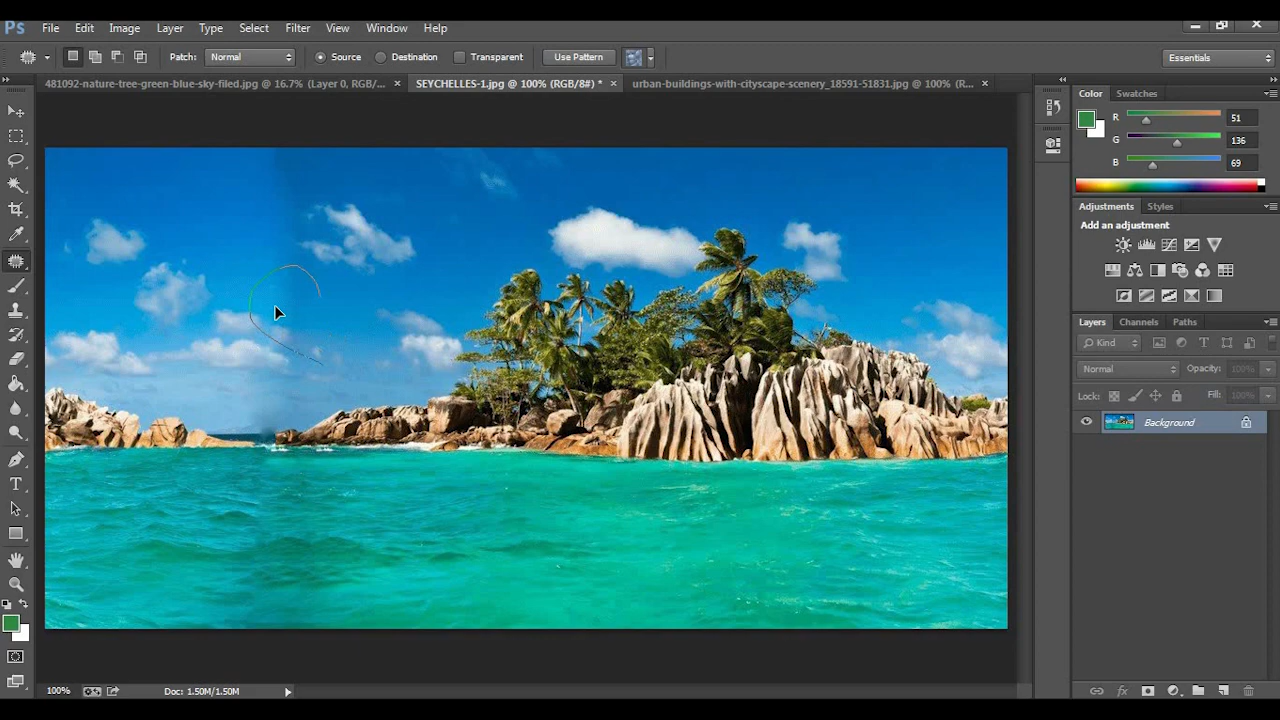 Ps File Edit Image Layer Type Select Filter View Window Help
Patch: Normal Source Destination Transparent Use Pattern Essentials
481092-nature-tree-green-blue-sky-filed.jpg @ 16.7% (Layer 0, RGB/... × SEYCHELLES-1.jpg @ 100% (RGB/8#) * × urban-buildings-with-cityscape-scenery_18591-51831.jpg @ 100% (R... ×
Color Swatches
R 51
G 136
B 69
Adjustments Styles
Add an adjustment
Layers Channels Paths
Kind
Normal Opacity: 100%
Lock: Fill: 100%
Background
100% Doc: 1.50M/1.50M